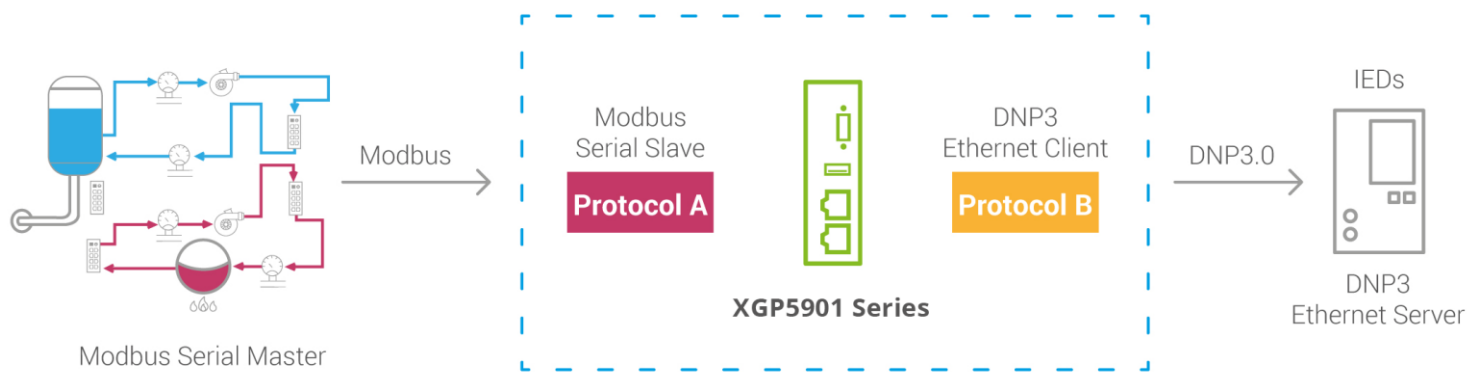 Modbus Serial Master
Modbus
Modbus
Serial Slave
Protocol A
XGP5901 Series
DNP3
Ethernet Client
Protocol B
DNP3.0
IEDs
DNP3
Ethernet Server